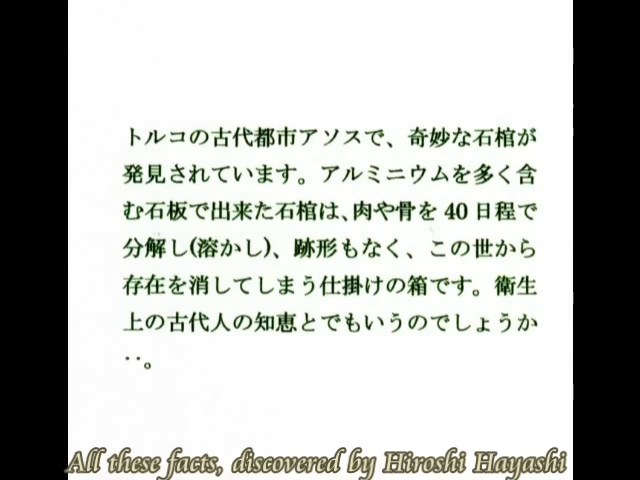 トルコの古代都市アソスで、奇妙な石棺が
発見されています。アルミニウムを多く含
む石板で出来た石棺は、肉や骨を 40 日程で
分解し(溶かし)、跡形もなく、この世から
存在を消してしまう仕掛けの箱です。衛生
上の古代人の知恵とでもいうのでしょうか
‥。
All these facts, discovered by Hiroshi Hayashi